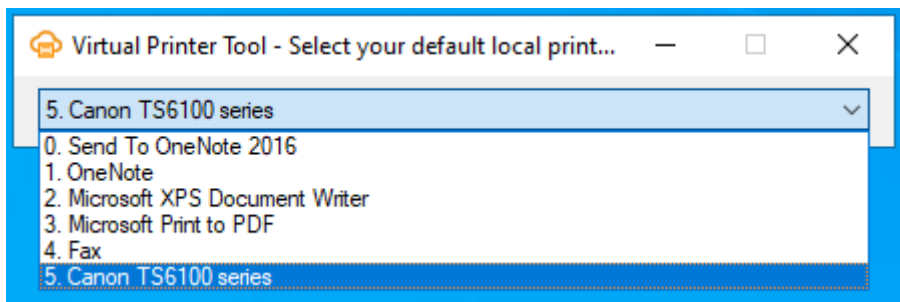 Virtual Printer Tool - Select your default local print...
5. Canon TS6100 series
0. Send To OneNote 2016
1. OneNote
2. Microsoft XPS Document Writer
3. Microsoft Print to PDF
4. Fax
5. Canon TS6100 series